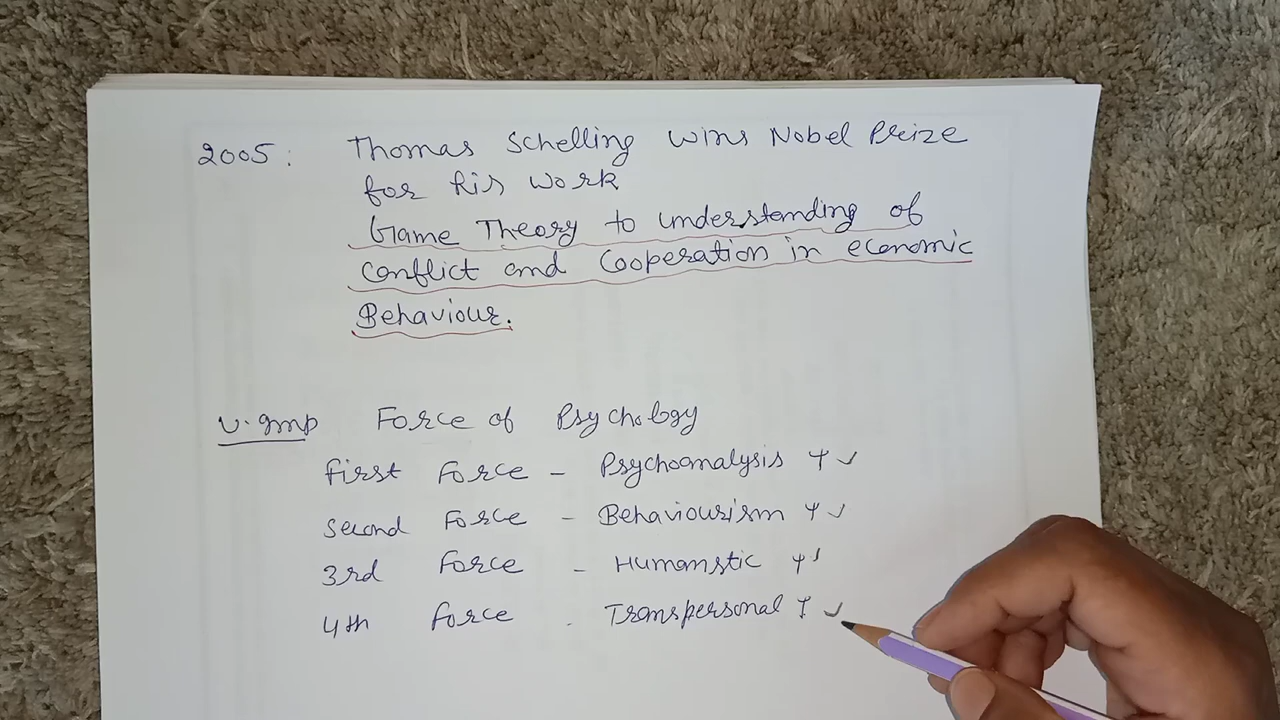 2005: Thomas Schelling wins Nobel Prize
for his work
Game Theory to understanding of
conflict and Cooperation in economic
Behaviour.
V. Imp Force of Psychology
first Force - Psychoanalysis ψ ✓
second Force - Behaviourism ψ ✓
3rd Force - Humanstic ψ ✓
4th force - Transpersonal ψ ✓